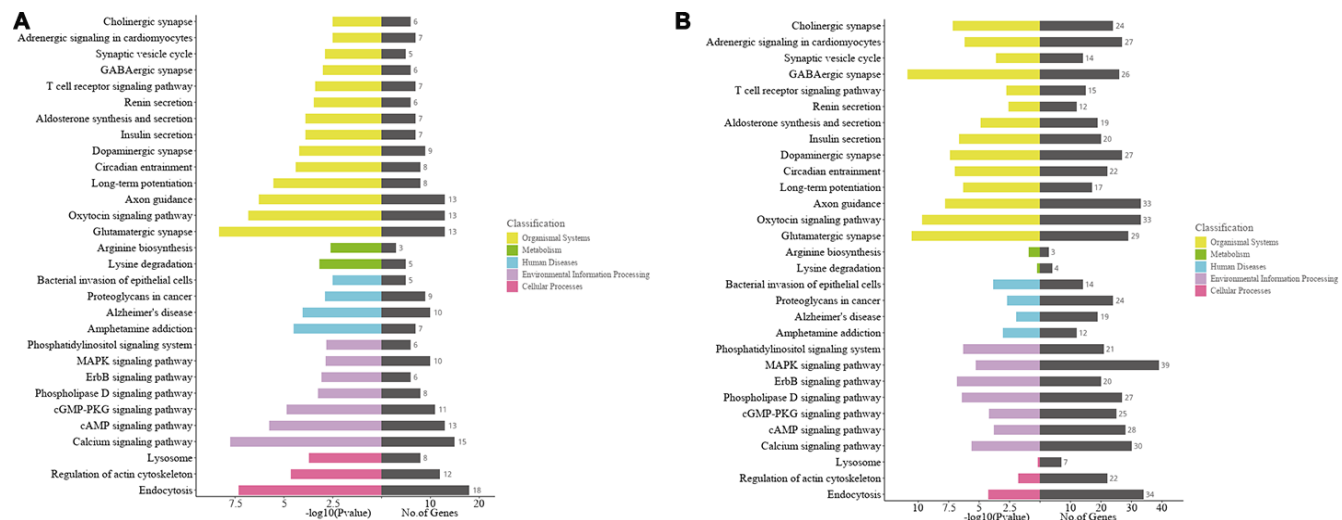 A
Cholinergic synapse 6
Adrenergic signaling in cardiomyocytes 7
Synaptic vesicle cycle 5
GABAergic synapse 6
T cell receptor signaling pathway 7
Renin secretion 6
Aldosterone synthesis and secretion 7
Insulin secretion 7
Dopaminergic synapse 9
Circadian entrainment 8
Long-term potentiation 8
Axon guidance 13
Oxytocin signaling pathway 13
Glutamatergic synapse 13
Arginine biosynthesis 3
Lysine degradation 5
Bacterial invasion of epithelial cells 5
Proteoglycans in cancer 9
Alzheimer's disease 10
Amphetamine addiction 7
Phosphatidylinositol signaling system 6
MAPK signaling pathway 10
ErbB signaling pathway 6
Phospholipase D signaling pathway 8
cGMP-PKG signaling pathway 11
cAMP signaling pathway 13
Calcium signaling pathway 15
Lysosome 8
Regulation of actin cytoskeleton 12
Endocytosis 18
7.5 5 2.5 10 20
-log10(Pvalue) No.of Genes
Classification
Organismal Systems
Metabolism
Human Diseases
Environmental Information Processing
Cellular Processes
B
Cholinergic synapse 24
Adrenergic signaling in cardiomyocytes 27
Synaptic vesicle cycle 14
GABAergic synapse 26
T cell receptor signaling pathway 15
Renin secretion 12
Aldosterone synthesis and secretion 19
Insulin secretion 20
Dopaminergic synapse 27
Circadian entrainment 22
Long-term potentiation 17
Axon guidance 33
Oxytocin signaling pathway 33
Glutamatergic synapse 29
Arginine biosynthesis 3
Lysine degradation 4
Bacterial invasion of epithelial cells 14
Proteoglycans in cancer 24
Alzheimer's disease 19
Amphetamine addiction 12
Phosphatidylinositol signaling system 21
MAPK signaling pathway 39
ErbB signaling pathway 20
Phospholipase D signaling pathway 27
cGMP-PKG signaling pathway 25
cAMP signaling pathway 28
Calcium signaling pathway 30
Lysosome 7
Regulation of actin cytoskeleton 22
Endocytosis 34
10 7.5 5 2.5 10 20 30 40
-log10(Pvalue) No.of Genes
Classification
Organismal Systems
Metabolism
Human Diseases
Environmental Information Processing
Cellular Processes